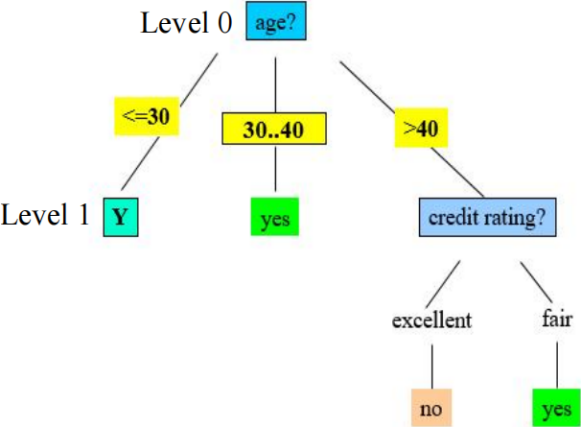 Level 0 age?
<=30
30..40
>40
Level 1 Y
yes
credit rating?
excellent
fair
no
yes